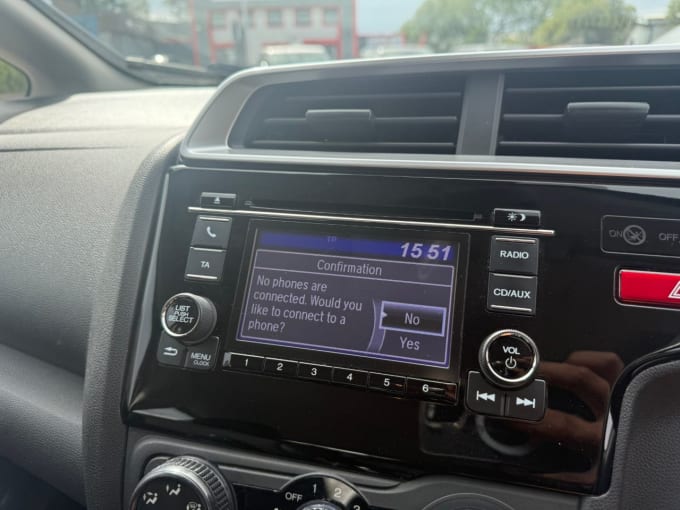 TP
15:51
Confirmation
No phones are
connected. Would you
like to connect to a
phone?
No
Yes
TA
LIST
PUSH
SELECT
MENU
CLOCK
1 2 3 4 5 6
RADIO
CD/AUX
VOL
ON
OFF
OFF 1 2